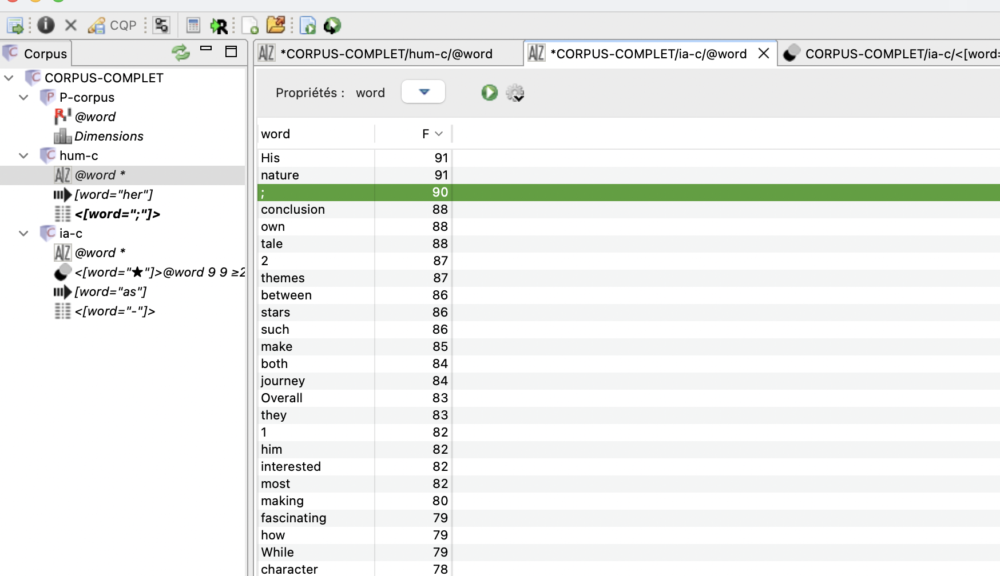 CQP
Corpus
*CORPUS-COMPLET/hum-c/@word
*CORPUS-COMPLET/ia-c/@word
CORPUS-COMPLET/ia-c/<[word=
CORPUS-COMPLET
P-corpus
@word
Dimensions
hum-c
@word *
[word="her"]
<[word=";"]>
ia-c
@word *
<[word="★"]>@word 9 9 ≥2
[word="as"]
<[word="-"]>
Propriétés : word
word F
His 91
nature 91
; 90
conclusion 88
own 88
tale 88
2 87
themes 87
between 86
stars 86
such 86
make 85
both 84
journey 84
Overall 83
they 83
1 82
him 82
interested 82
most 82
making 80
fascinating 79
how 79
While 79
character 78